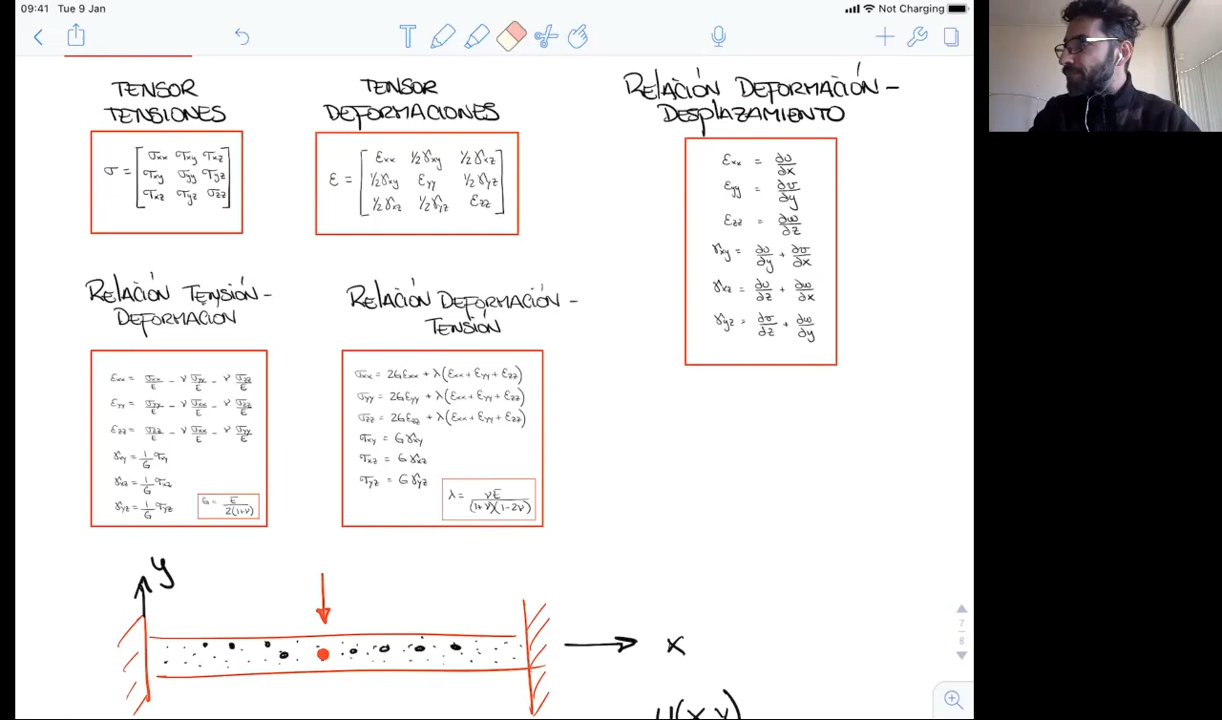 09:41 Tue 9 Jan
Not Charging
TENSOR
TENSIONES
σ = [ σxx τxy τxz
τxy σyy τyz
τxz τyz σzz ]
TENSOR
DEFORMACIONES
ε = [ εxx 1/2γxy 1/2γxz
1/2γxy εyy 1/2γyz
1/2γxz 1/2γyz εzz ]
RELACIÓN DEFORMACIÓN -
DESPLAZAMIENTO
εxx = ∂u/∂x
εyy = ∂v/∂y
εzz = ∂w/∂z
γxy = ∂u/∂y + ∂v/∂x
γxz = ∂u/∂z + ∂w/∂x
γyz = ∂v/∂z + ∂w/∂y
RELACIÓN TENSIÓN -
DEFORMACIÓN
εxx = σxx/E - ν σyy/E - ν σzz/E
εyy = σyy/E - ν σxx/E - ν σzz/E
εzz = σzz/E - ν σxx/E - ν σyy/E
γxy = 1/G τxy
γxz = 1/G τxz
γyz = 1/G τyz
G = E/2(1+ν)
RELACIÓN DEFORMACIÓN -
TENSIÓN
σxx = 2Gεxx + λ(εxx + εyy + εzz)
σyy = 2Gεyy + λ(εxx + εyy + εzz)
σzz = 2Gεzz + λ(εxx + εyy + εzz)
τxy = Gγxy
τxz = Gγxz
τyz = Gγyz
λ = νE/(1+ν)(1-2ν)
y
x
u(x,y)
7
8